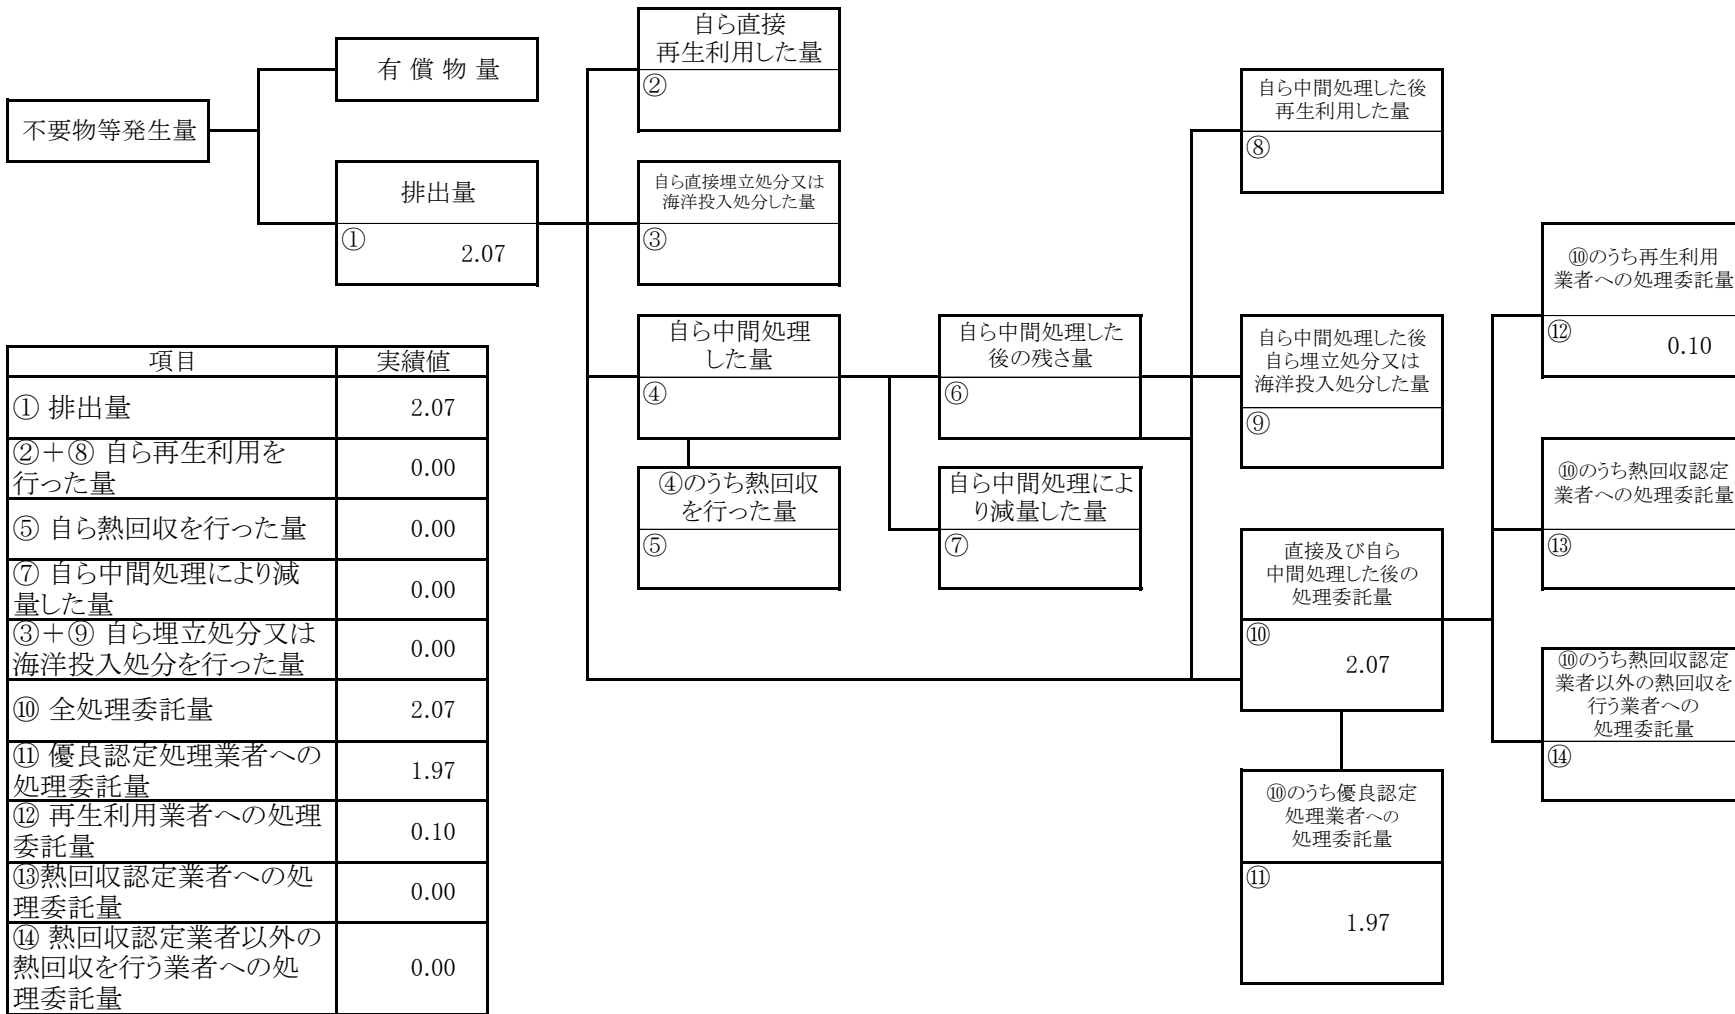 不要物等発生量
有 償 物 量
排出量
①
2.07
自ら直接
再生利用した量
②
自ら直接埋立処分又は
海洋投入処分した量
③
自ら中間処理
した量
④
④のうち熱回収
を行った量
⑤
自ら中間処理した
後の残さ量
⑥
自ら中間処理によ
り減量した量
⑦
自ら中間処理した後
再生利用した量
⑧
自ら中間処理した後
自ら埋立処分又は
海洋投入処分した量
⑨
直接及び自ら
中間処理した後の
処理委託量
⑩
2.07
⑩のうち優良認定
処理業者への
処理委託量
⑪
1.97
⑩のうち再生利用
業者への処理委託量
⑫
0.10
⑩のうち熱回収認定
業者への処理委託量
⑬
⑩のうち熱回収認定
業者以外の熱回収を
行う業者への
処理委託量
⑭
項目 実績値
① 排出量 2.07
②＋⑧ 自ら再生利用を
行った量 0.00
⑤ 自ら熱回収を行った量 0.00
⑦ 自ら中間処理により減
量した量 0.00
③＋⑨ 自ら埋立処分又は
海洋投入処分を行った量 0.00
⑩ 全処理委託量 2.07
⑪ 優良認定処理業者への
処理委託量 1.97
⑫ 再生利用業者への処理
委託量 0.10
⑬熱回収認定業者への処
理委託量 0.00
⑭ 熱回収認定業者以外の
熱回収を行う業者への処
理委託量 0.00